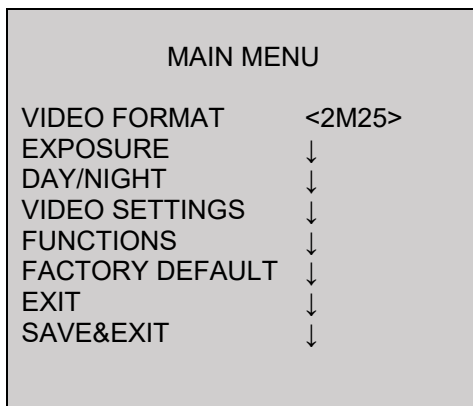 MAIN MENU
VIDEO FORMAT <2M25>
EXPOSURE ↓
DAY/NIGHT ↓
VIDEO SETTINGS ↓
FUNCTIONS ↓
FACTORY DEFAULT ↓
EXIT ↓
SAVE&EXIT ↓